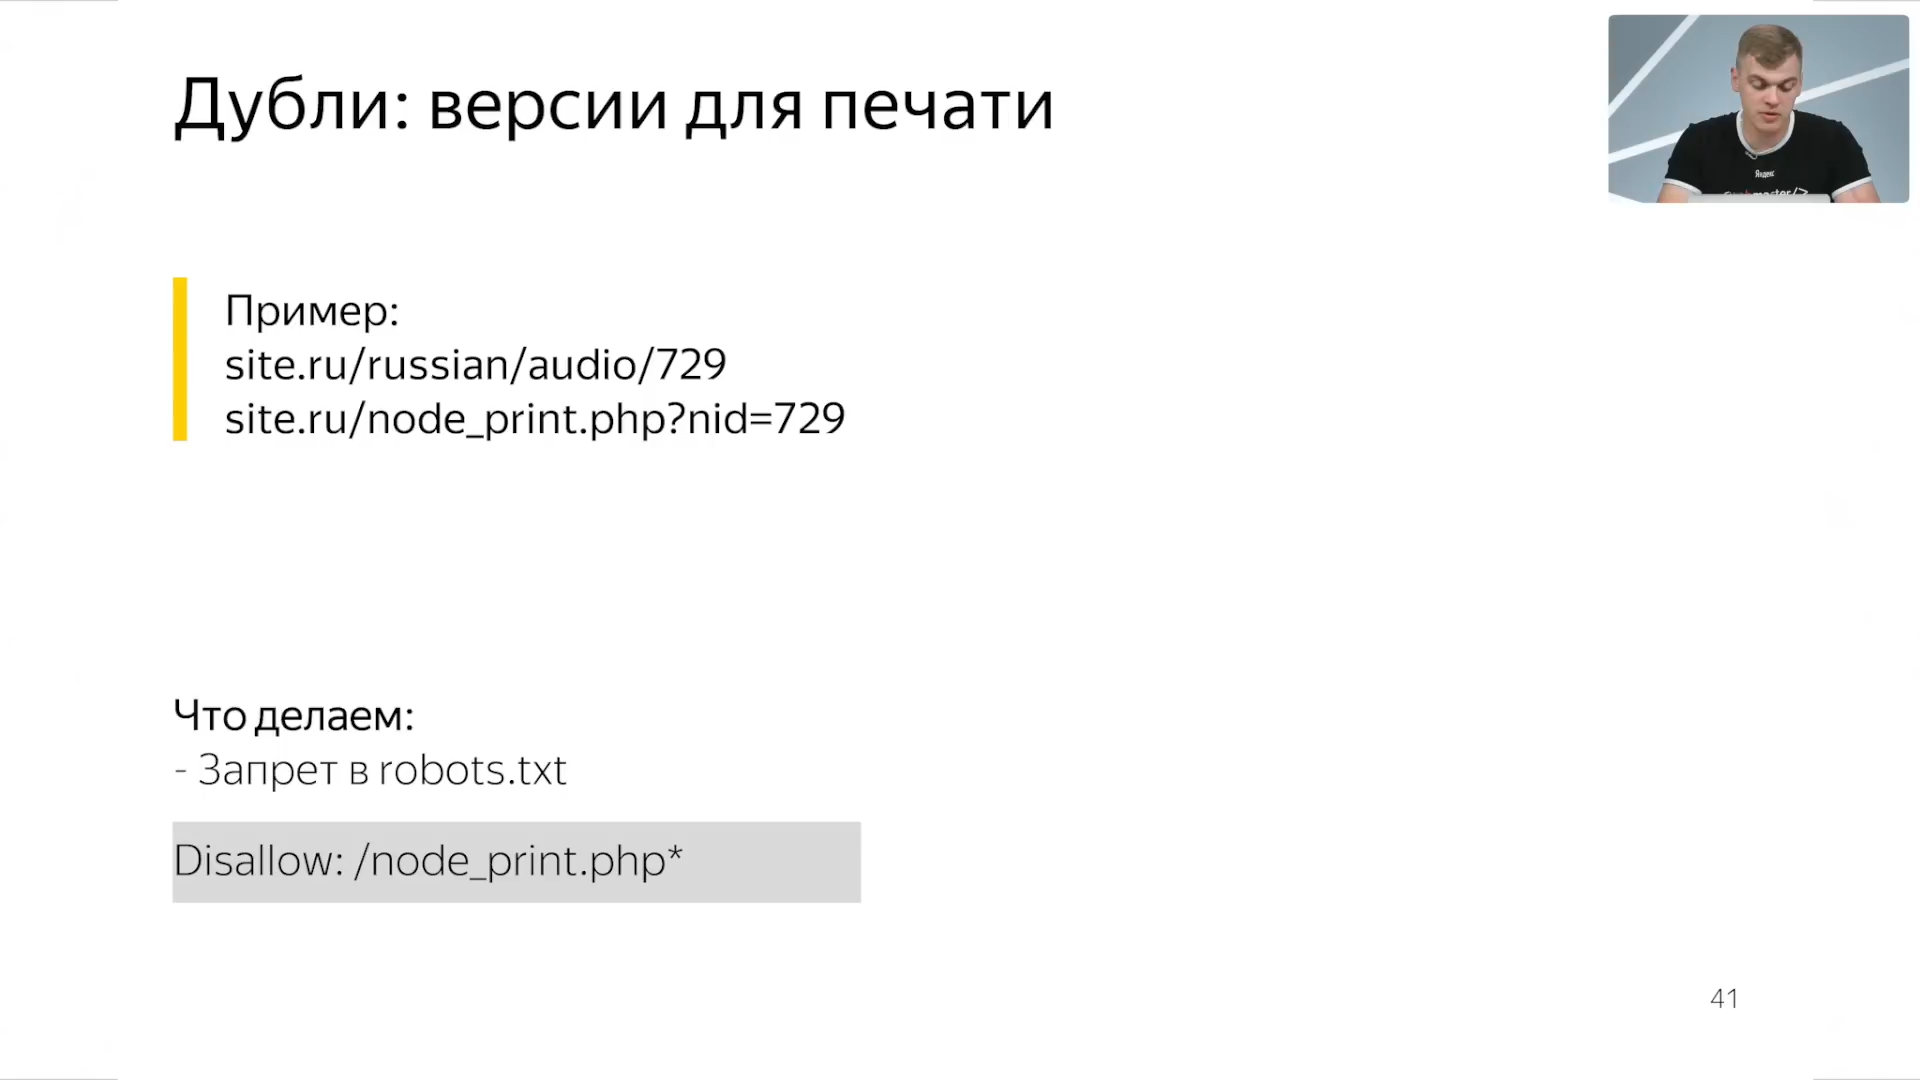 Дубли: версии для печати
Яндекс
Пример:
site.ru/russian/audio/729
site.ru/node_print.php?nid=729
Что делаем:
- Запрет в robots.txt
Disallow: /node_print.php*
41